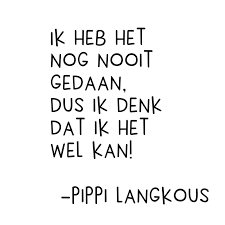 IK HEB HET
NOG NOOIT
GEDAAN,
DUS IK DENK
DAT IK HET
WEL KAN!
-PIPPI LANGKOUS